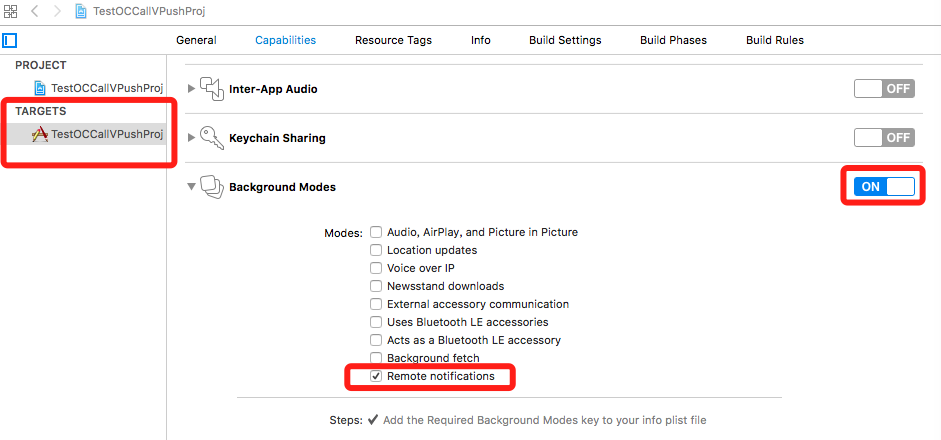 TestOCCallVPushProj
General Capabilities Resource Tags Info Build Settings Build Phases Build Rules
PROJECT
TestOCCallVPushProj
TARGETS
TestOCCallVPushProj
Inter-App Audio OFF
Keychain Sharing OFF
Background Modes ON
Modes: Audio, AirPlay, and Picture in Picture
Location updates
Voice over IP
Newsstand downloads
External accessory communication
Uses Bluetooth LE accessories
Acts as a Bluetooth LE accessory
Background fetch
Remote notifications
Steps: ✓ Add the Required Background Modes key to your info plist file